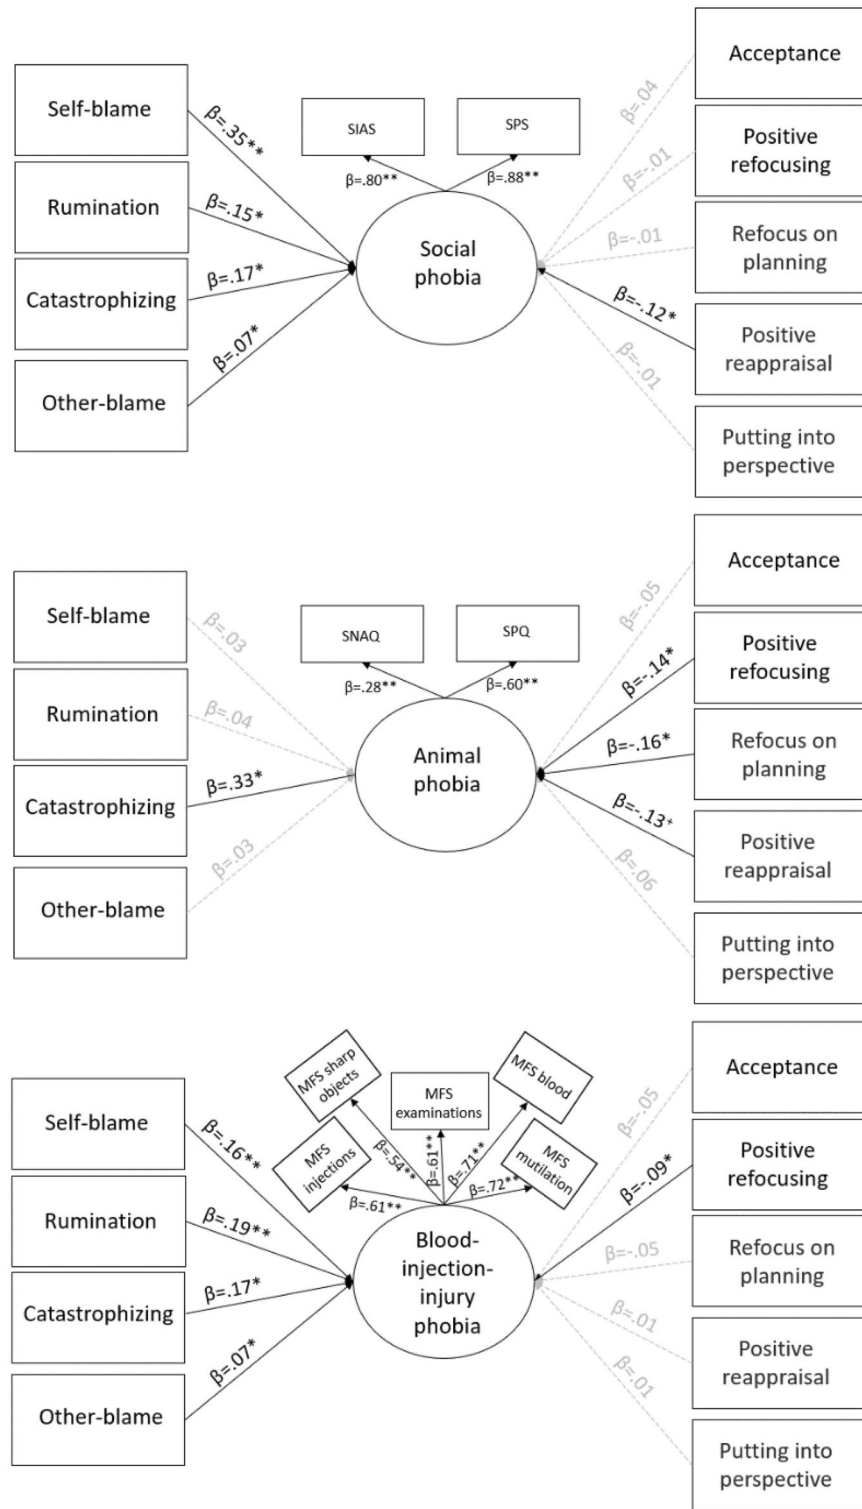 Self-blame
Rumination
Catastrophizing
Other-blame
β=.35**
β=.15*
β=.17*
β=.07*
SIAS
SPS
β=.80**
β=.88**
Social
phobia
β=.04
β=-.01
β=-.01
β=-.12*
β=-.01
Acceptance
Positive
refocusing
Refocus on
planning
Positive
reappraisal
Putting into
perspective
Self-blame
Rumination
Catastrophizing
Other-blame
β=.03
β=.04
β=.33*
β=.03
SNAQ
SPQ
β=.28**
β=.60**
Animal
phobia
β=-.05
β=-.14*
β=-.16*
β=-.13⁺
β=.06
Acceptance
Positive
refocusing
Refocus on
planning
Positive
reappraisal
Putting into
perspective
Self-blame
Rumination
Catastrophizing
Other-blame
β=.16**
β=.19**
β=.17*
β=.07*
MFS
injections
MFS sharp
objects
MFS
examinations
MFS blood
MFS
mutilation
β=.61**
β=.54**
β=.61**
β=.71**
β=.72**
Blood-
injection-
injury
phobia
β=-.05
β=-.09*
β=-.05
β=.01
β=.01
Acceptance
Positive
refocusing
Refocus on
planning
Positive
reappraisal
Putting into
perspective